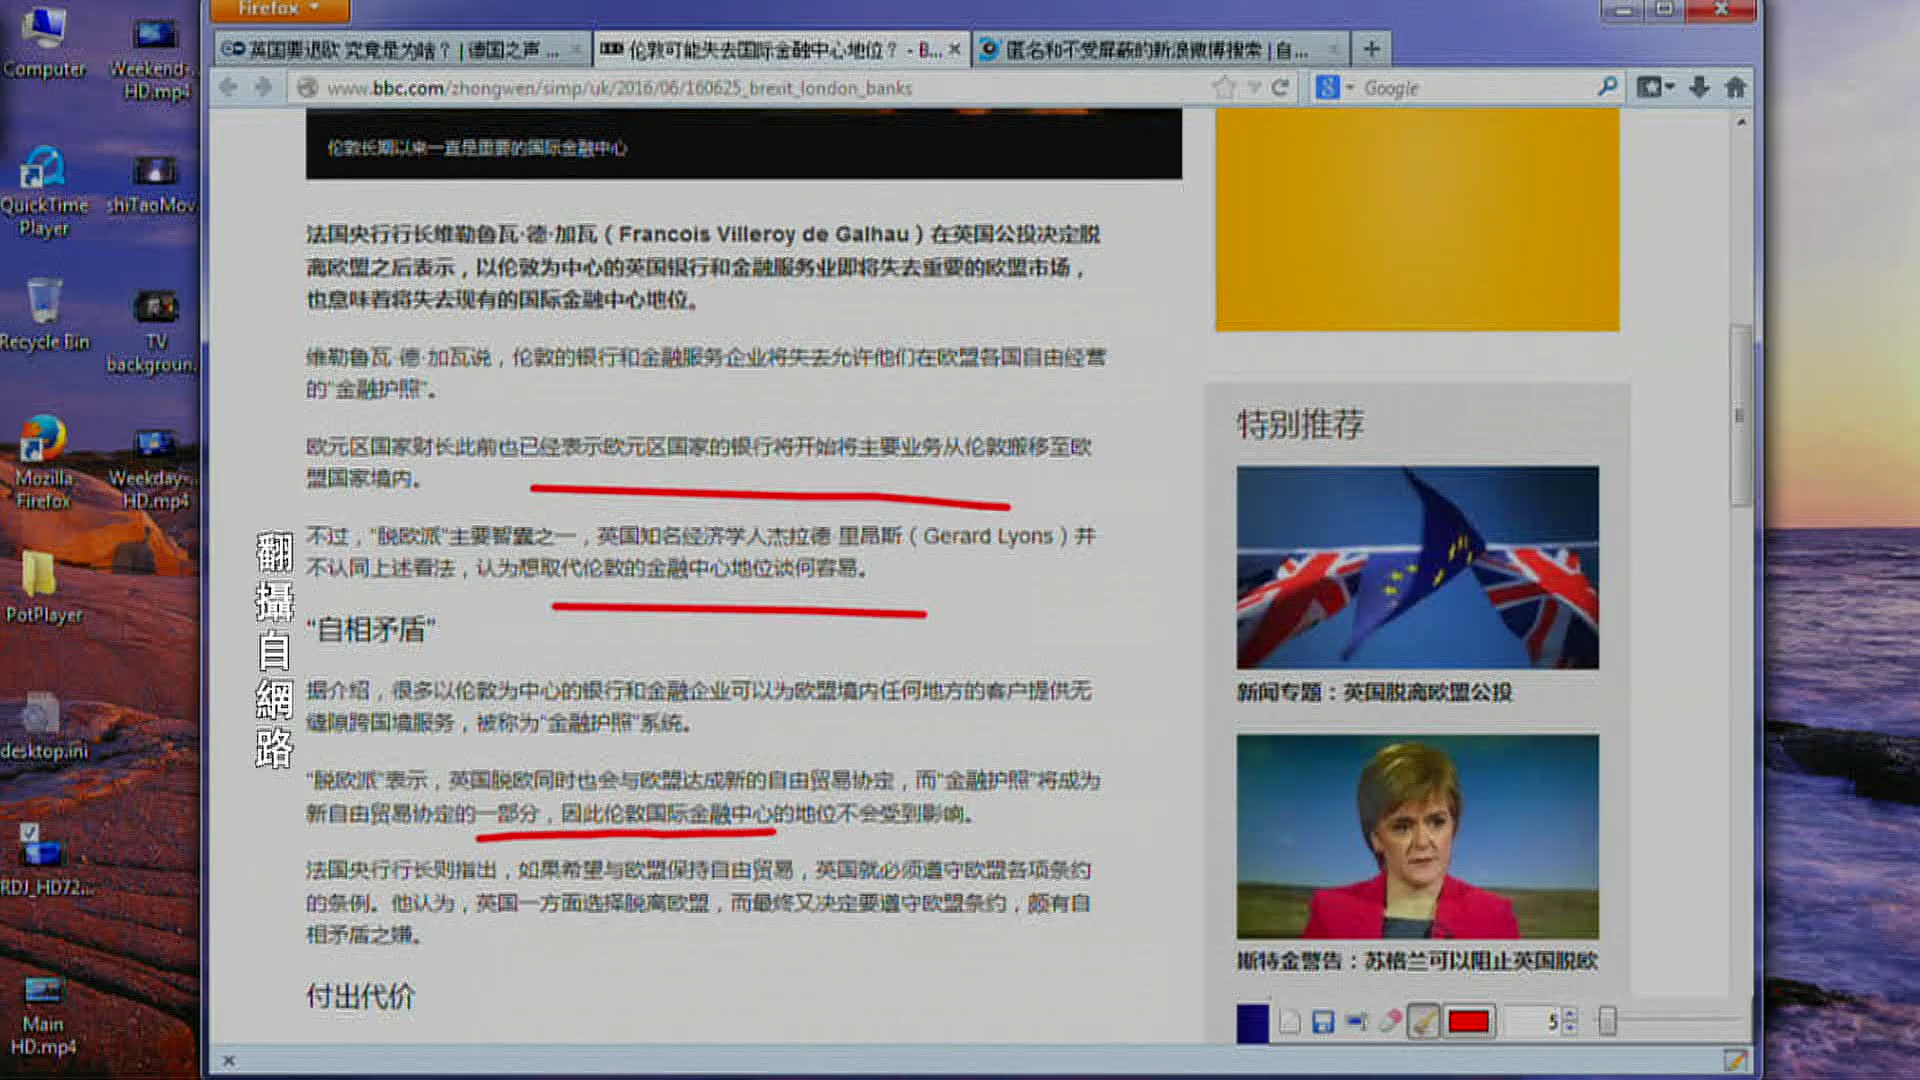 Firefox
英国要退欧 究竟是为啥？ | 德国之声 ...
伦敦可能失去国际金融中心地位？ - B...
匿名和不受屏蔽的新浪微博搜索 | 自...
www.bbc.com/zhongwen/simp/uk/2016/06/160625_brexit_london_banks
Google
Computer
Weekend-...
HD.mp4
QuickTime
Player
shiTaoMov...
Recycle Bin
TV
backgroun...
Mozilla
Firefox
Weekday-...
HD.mp4
PotPlayer
desktop.ini
RDJ_HD72...
Main
HD.mp4
翻攝自網路
伦敦长期以来一直是重要的国际金融中心
法国央行行长维勒鲁瓦·德·加瓦（Francois Villeroy de Galhau）在英国公投决定脱
离欧盟之后表示，以伦敦为中心的英国银行和金融服务业即将失去重要的欧盟市场，
也意味着将失去现有的国际金融中心地位。
维勒鲁瓦·德·加瓦说，伦敦的银行和金融服务企业将失去允许他们在欧盟各国自由经营
的“金融护照”。
欧元区国家财长此前也已经表示欧元区国家的银行将开始将主要业务从伦敦搬移至欧
盟国家境内。
不过，“脱欧派”主要智囊之一，英国知名经济学人杰拉德·里昂斯（Gerard Lyons）并
不认同上述看法，认为想取代伦敦的金融中心地位谈何容易。
“自相矛盾”
据介绍，很多以伦敦为中心的银行和金融企业可以为欧盟境内任何地方的客户提供无
缝隙跨国境服务，被称为“金融护照”系统。
“脱欧派”表示，英国脱欧同时也会与欧盟达成新的自由贸易协定，而“金融护照”将成为
新自由贸易协定的一部分，因此伦敦国际金融中心的地位不会受到影响。
法国央行行长则指出，如果希望与欧盟保持自由贸易，英国就必须遵守欧盟各项条约
的条例。他认为，英国一方面选择脱离欧盟，而最终又决定要遵守欧盟条约，颇有自
相矛盾之嫌。
付出代价
特别推荐
新闻专题：英国脱离欧盟公投
斯特金警告：苏格兰可以阻止英国脱欧
5